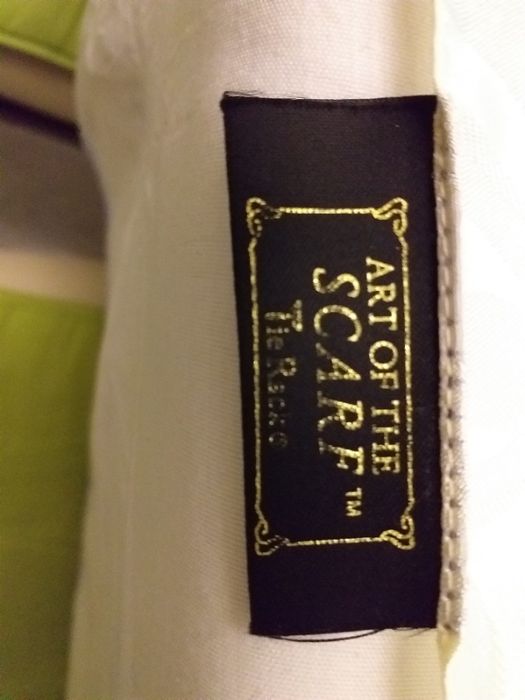 ART OF THE
SCARF™
Tie Rack®